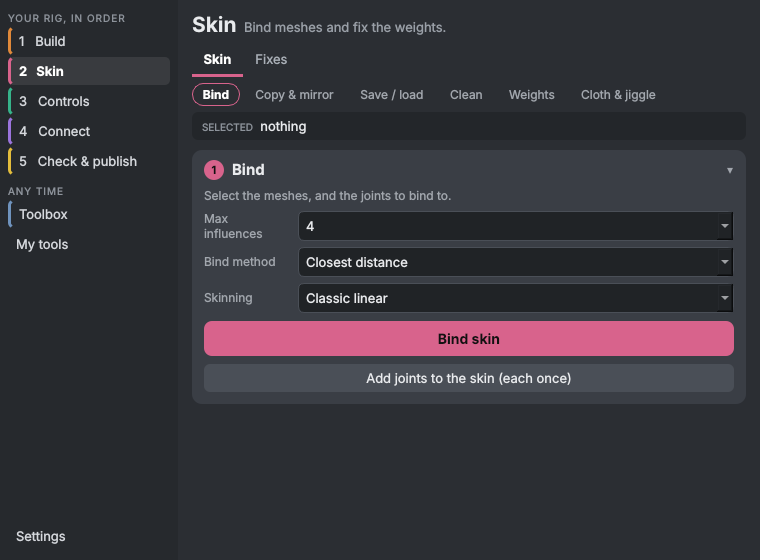 YOUR RIG, IN ORDER
1 Build
2 Skin
3 Controls
4 Connect
5 Check & publish
ANY TIME
Toolbox
My tools
Settings
Skin Bind meshes and fix the weights.
Skin Fixes
Bind Copy & mirror Save / load Clean Weights Cloth & jiggle
SELECTED nothing
1 Bind
Select the meshes, and the joints to bind to.
Max
influences
4
Bind method Closest distance
Skinning Classic linear
Bind skin
Add joints to the skin (each once)